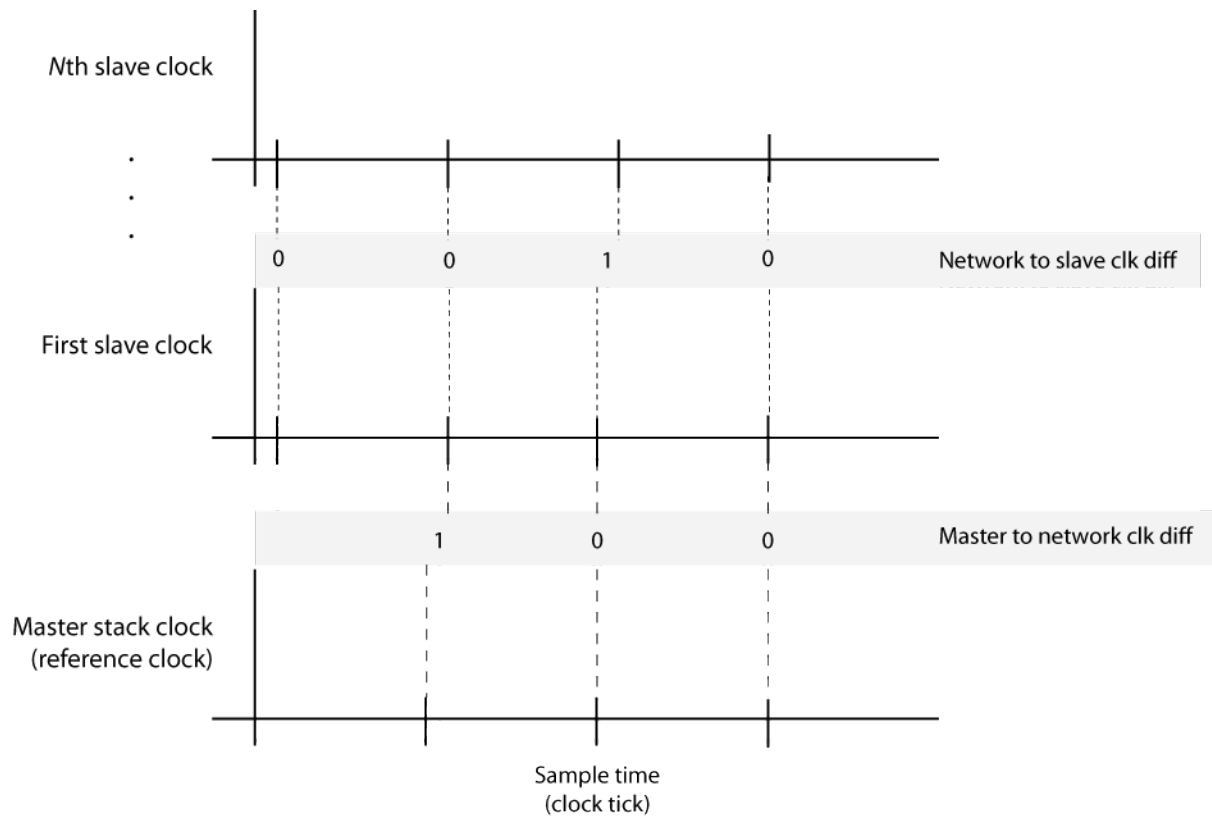 Nth slave clock
.
.
.
0 0 1 0 Network to slave clk diff
First slave clock
1 0 0 Master to network clk diff
Master stack clock
(reference clock)
Sample time
(clock tick)